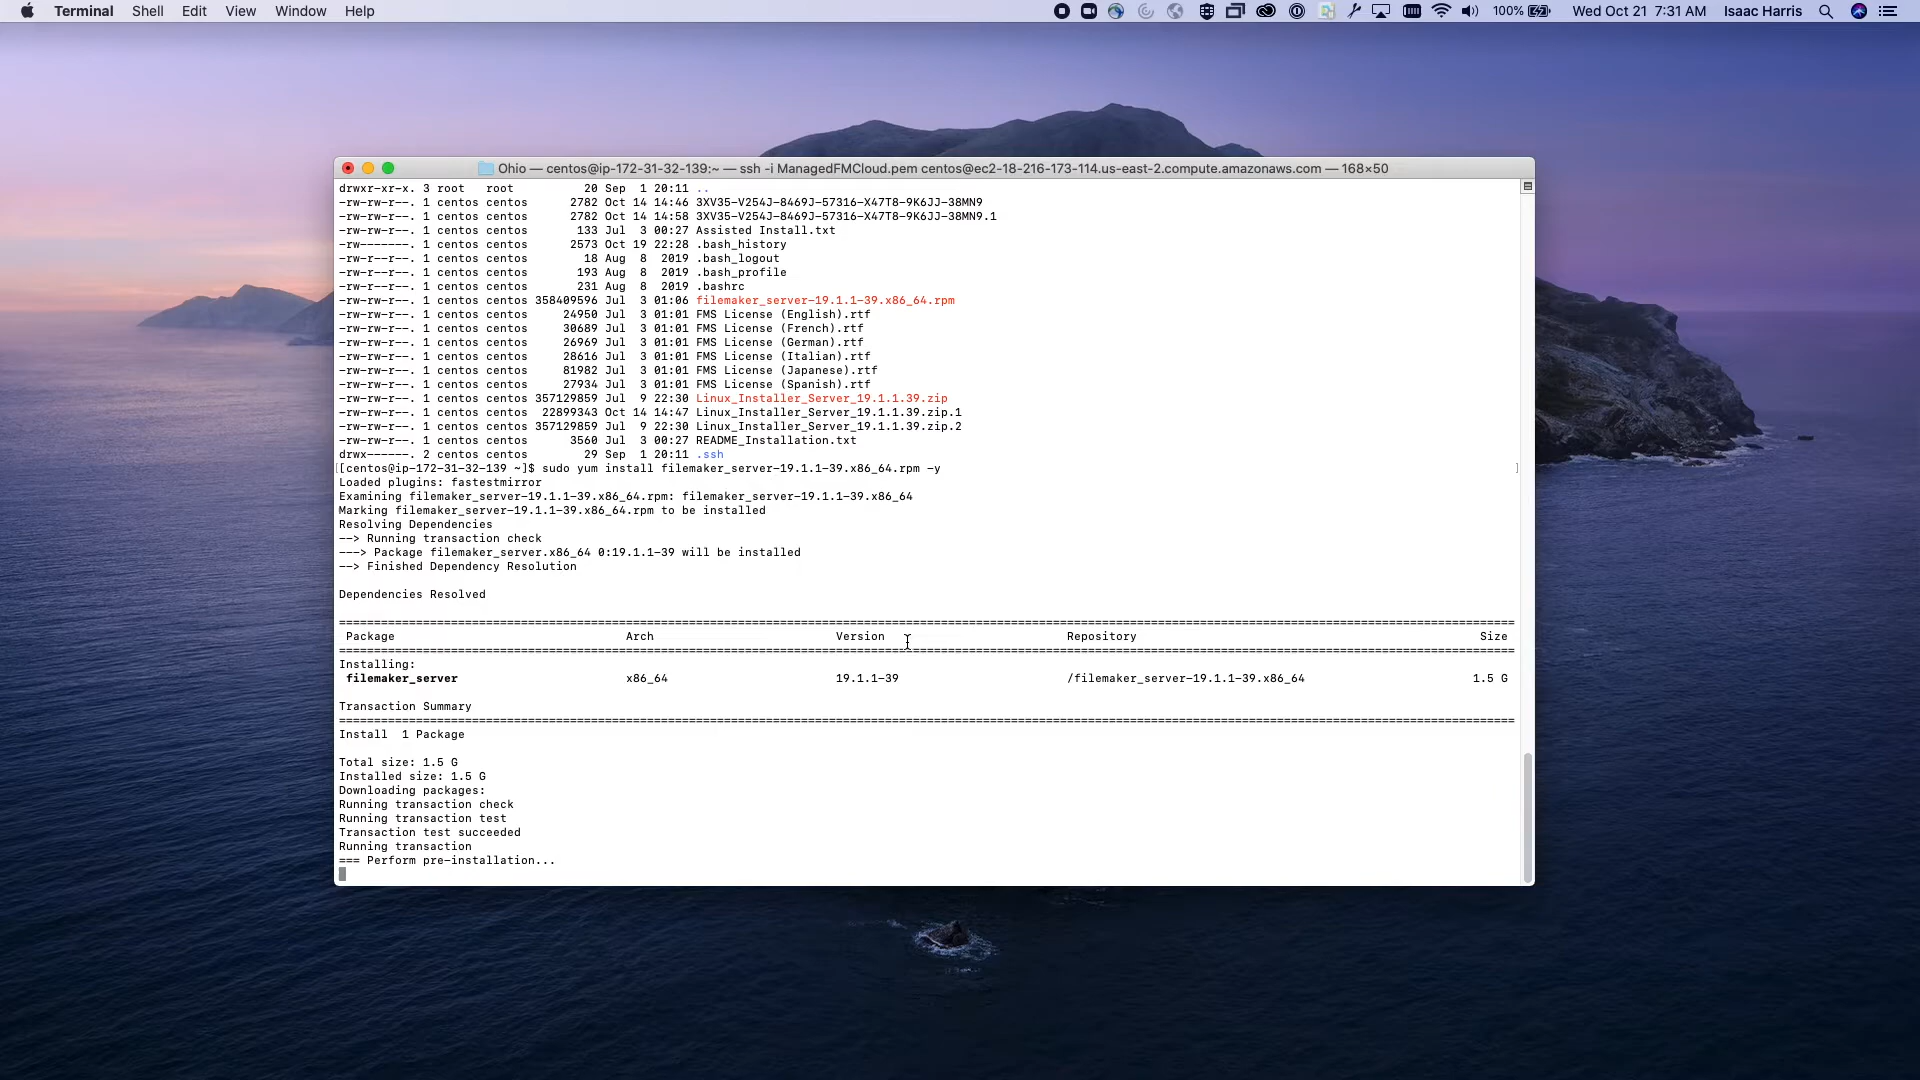 Terminal Shell Edit View Window Help 100% Wed Oct 21 7:31 AM Isaac Harris
Ohio — centos@ip-172-31-32-139:~ — ssh -i ManagedFMCloud.pem centos@ec2-18-216-173-114.us-east-2.compute.amazonaws.com — 168×50
drwxr-xr-x. 3 root   root          20 Sep  1 20:11 ..
-rw-rw-r--. 1 centos centos      2782 Oct 14 14:46 3XV35-V254J-8469J-57316-X47T8-9K6JJ-38MN9
-rw-rw-r--. 1 centos centos      2782 Oct 14 14:58 3XV35-V254J-8469J-57316-X47T8-9K6JJ-38MN9.1
-rw-rw-r--. 1 centos centos       133 Jul  3 00:27 Assisted Install.txt
-rw-------. 1 centos centos      2573 Oct 19 22:28 .bash_history
-rw-r--r--. 1 centos centos        18 Aug  8  2019 .bash_logout
-rw-r--r--. 1 centos centos       193 Aug  8  2019 .bash_profile
-rw-r--r--. 1 centos centos       231 Aug  8  2019 .bashrc
-rw-rw-r--. 1 centos centos 358409596 Jul  3 01:06 filemaker_server-19.1.1-39.x86_64.rpm
-rw-rw-r--. 1 centos centos     24950 Jul  3 01:01 FMS License (English).rtf
-rw-rw-r--. 1 centos centos     30689 Jul  3 01:01 FMS License (French).rtf
-rw-rw-r--. 1 centos centos     26969 Jul  3 01:01 FMS License (German).rtf
-rw-rw-r--. 1 centos centos     28616 Jul  3 01:01 FMS License (Italian).rtf
-rw-rw-r--. 1 centos centos     81982 Jul  3 01:01 FMS License (Japanese).rtf
-rw-rw-r--. 1 centos centos     27934 Jul  3 01:01 FMS License (Spanish).rtf
-rw-rw-r--. 1 centos centos 357129859 Jul  9 22:30 Linux_Installer_Server_19.1.1.39.zip
-rw-rw-r--. 1 centos centos  22899343 Oct 14 14:47 Linux_Installer_Server_19.1.1.39.zip.1
-rw-rw-r--. 1 centos centos 357129859 Jul  9 22:30 Linux_Installer_Server_19.1.1.39.zip.2
-rw-rw-r--. 1 centos centos      3560 Jul  3 00:27 README_Installation.txt
drwx------. 2 centos centos        29 Sep  1 20:11 .ssh
[[centos@ip-172-31-32-139 ~]$ sudo yum install filemaker_server-19.1.1-39.x86_64.rpm -y ]
Loaded plugins: fastestmirror
Examining filemaker_server-19.1.1-39.x86_64.rpm: filemaker_server-19.1.1-39.x86_64
Marking filemaker_server-19.1.1-39.x86_64.rpm to be installed
Resolving Dependencies
--> Running transaction check
---> Package filemaker_server.x86_64 0:19.1.1-39 will be installed
--> Finished Dependency Resolution
Dependencies Resolved
Package Arch Version Repository Size
Installing:
filemaker_server x86_64 19.1.1-39 /filemaker_server-19.1.1-39.x86_64 1.5 G
Transaction Summary
Install  1 Package
Total size: 1.5 G
Installed size: 1.5 G
Downloading packages:
Running transaction check
Running transaction test
Transaction test succeeded
Running transaction
=== Perform pre-installation...